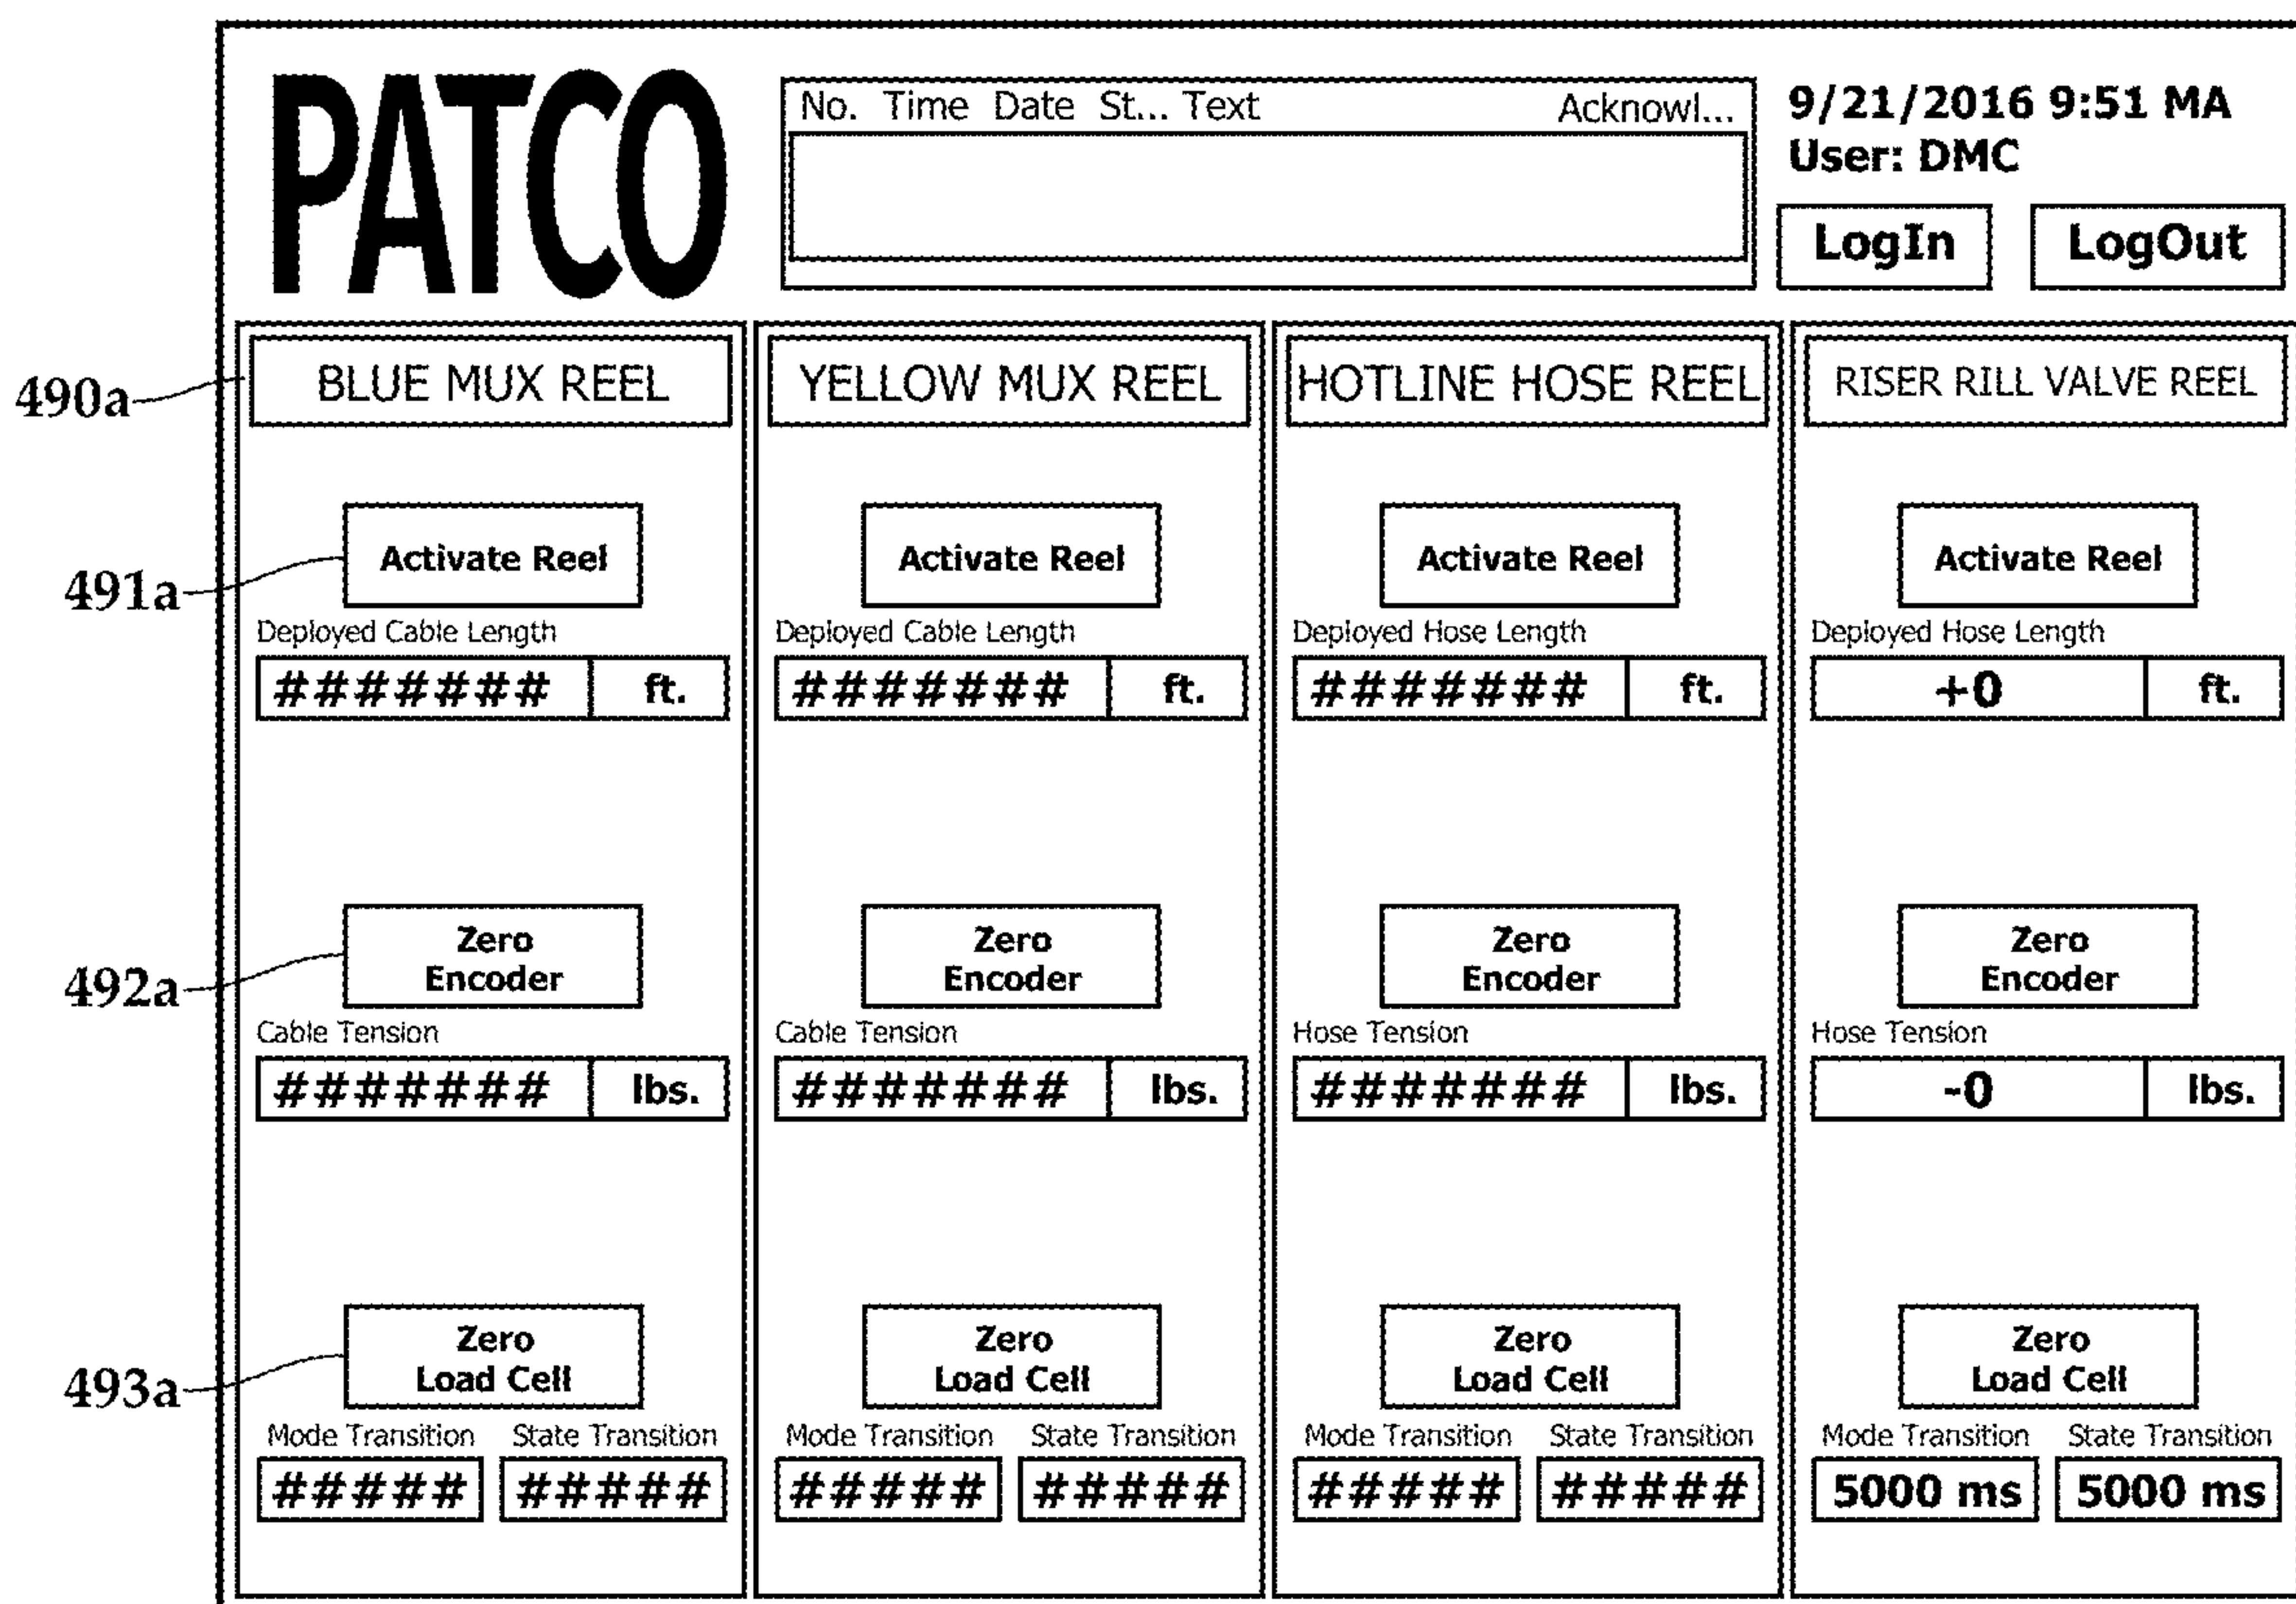 PATCO
No. Time Date St... Text Acknowl...
9/21/2016 9:51 MA
User: DMC
LogIn LogOut
490a
BLUE MUX REEL YELLOW MUX REEL HOTLINE HOSE REEL RISER RILL VALVE REEL
491a
Activate Reel Activate Reel Activate Reel Activate Reel
Deployed Cable Length Deployed Cable Length Deployed Hose Length Deployed Hose Length
####### ft. ####### ft. ####### ft. +0 ft.
492a
Zero Zero Zero Zero
Encoder Encoder Encoder Encoder
Cable Tension Cable Tension Hose Tension Hose Tension
####### lbs. ####### lbs. ####### lbs. -0 lbs.
493a
Zero Zero Zero Zero
Load Cell Load Cell Load Cell Load Cell
Mode Transition State Transition Mode Transition State Transition Mode Transition State Transition Mode Transition State Transition
##### ##### ##### ##### ##### ##### 5000 ms 5000 ms